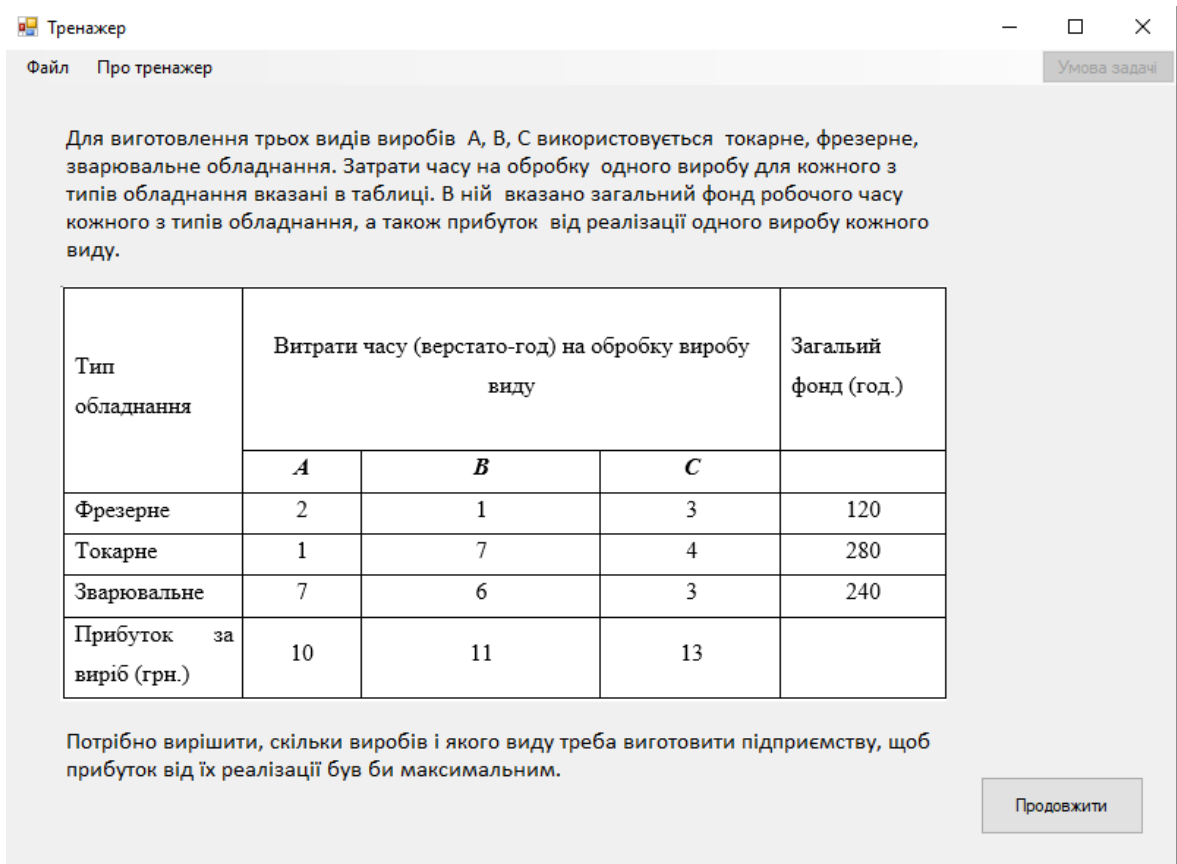 Тренажер
Файл Про тренажер Умова задачі
Для виготовлення трьох видів виробів А, В, С використовується токарне, фрезерне,
зварювальне обладнання. Затрати часу на обробку одного виробу для кожного з
типів обладнання вказані в таблиці. В ній вказано загальний фонд робочого часу
кожного з типів обладнання, а також прибуток від реалізації одного виробу кожного
виду.
Тип
обладнання
Витрати часу (верстато-год) на обробку виробу
виду
Загальий
фонд (год.)
A B C
Фрезерне 2 1 3 120
Токарне 1 7 4 280
Зварювальне 7 6 3 240
Прибуток за
виріб (грн.)
10 11 13
Потрібно вирішити, скільки виробів і якого виду треба виготовити підприємству, щоб
прибуток від їх реалізації був би максимальним.
Продовжити